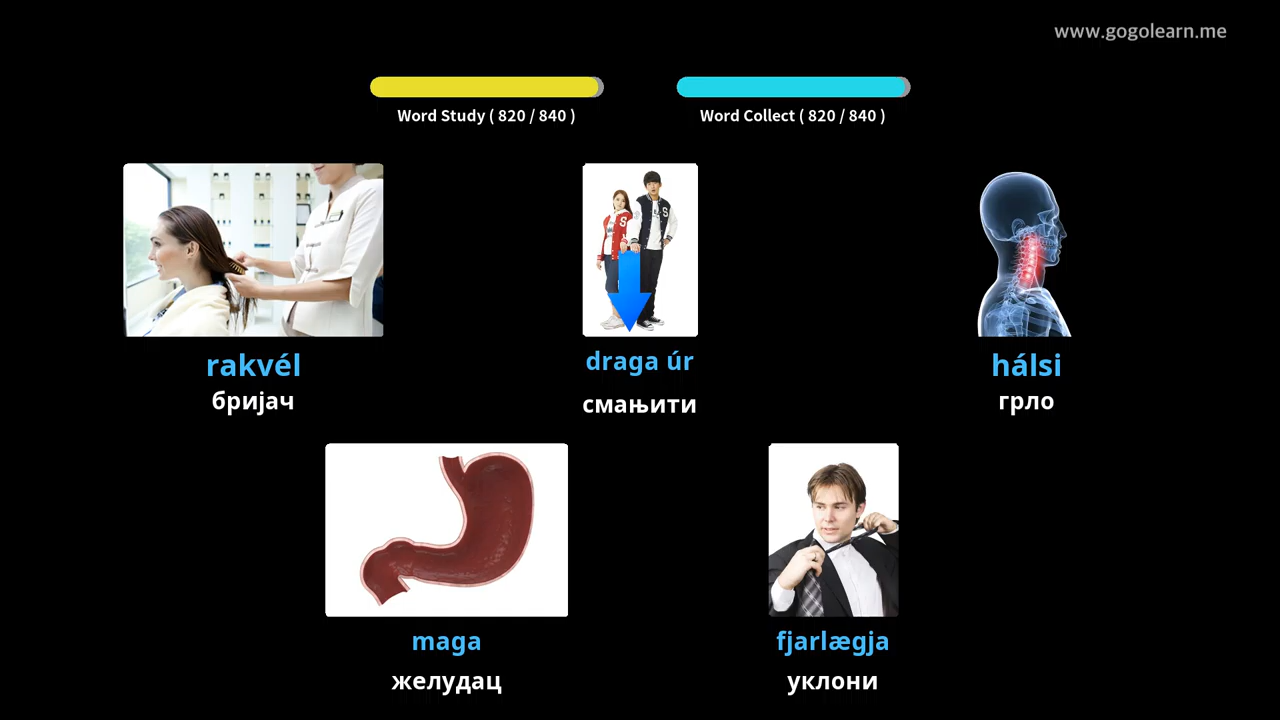 www.gogolearn.me
Word Study ( 820 / 840 )
Word Collect ( 820 / 840 )
S
S
rakvél
бријач
draga úr
смањити
hálsi
грло
maga
желудац
fjarlægja
уклони